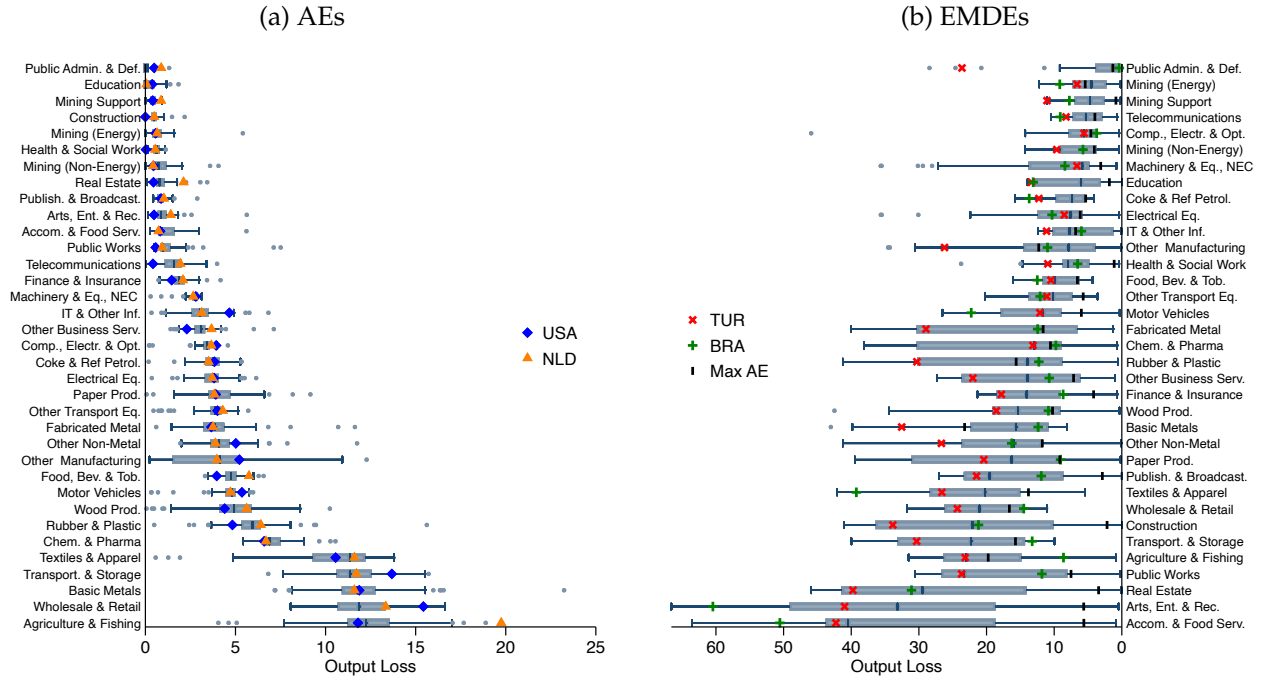 (a) AEs
Public Admin. & Def.
Education
Mining Support
Construction
Mining (Energy)
Health & Social Work
Mining (Non-Energy)
Real Estate
Publish. & Broadcast.
Arts, Ent. & Rec.
Accom. & Food Serv.
Public Works
Telecommunications
Finance & Insurance
Machinery & Eq., NEC
IT & Other Inf.
Other Business Serv.
Comp., Electr. & Opt.
Coke & Ref Petrol.
Electrical Eq.
Paper Prod.
Other Transport Eq.
Fabricated Metal
Other Non-Metal
Other Manufacturing
Food, Bev. & Tob.
Motor Vehicles
Wood Prod.
Rubber & Plastic
Chem. & Pharma
Textiles & Apparel
Transport. & Storage
Basic Metals
Wholesale & Retail
Agriculture & Fishing
0 5 10 15 20 25
Output Loss
USA
NLD
(b) EMDEs
TUR
BRA
Max AE
Public Admin. & Def.
Mining (Energy)
Mining Support
Telecommunications
Comp., Electr. & Opt.
Mining (Non-Energy)
Machinery & Eq., NEC
Education
Coke & Ref Petrol.
Electrical Eq.
IT & Other Inf.
Other Manufacturing
Health & Social Work
Food, Bev. & Tob.
Other Transport Eq.
Motor Vehicles
Fabricated Metal
Chem. & Pharma
Rubber & Plastic
Other Business Serv.
Finance & Insurance
Wood Prod.
Basic Metals
Other Non-Metal
Paper Prod.
Publish. & Broadcast.
Textiles & Apparel
Wholesale & Retail
Construction
Transport. & Storage
Agriculture & Fishing
Public Works
Real Estate
Arts, Ent. & Rec.
Accom. & Food Serv.
60 50 40 30 20 10 0
Output Loss